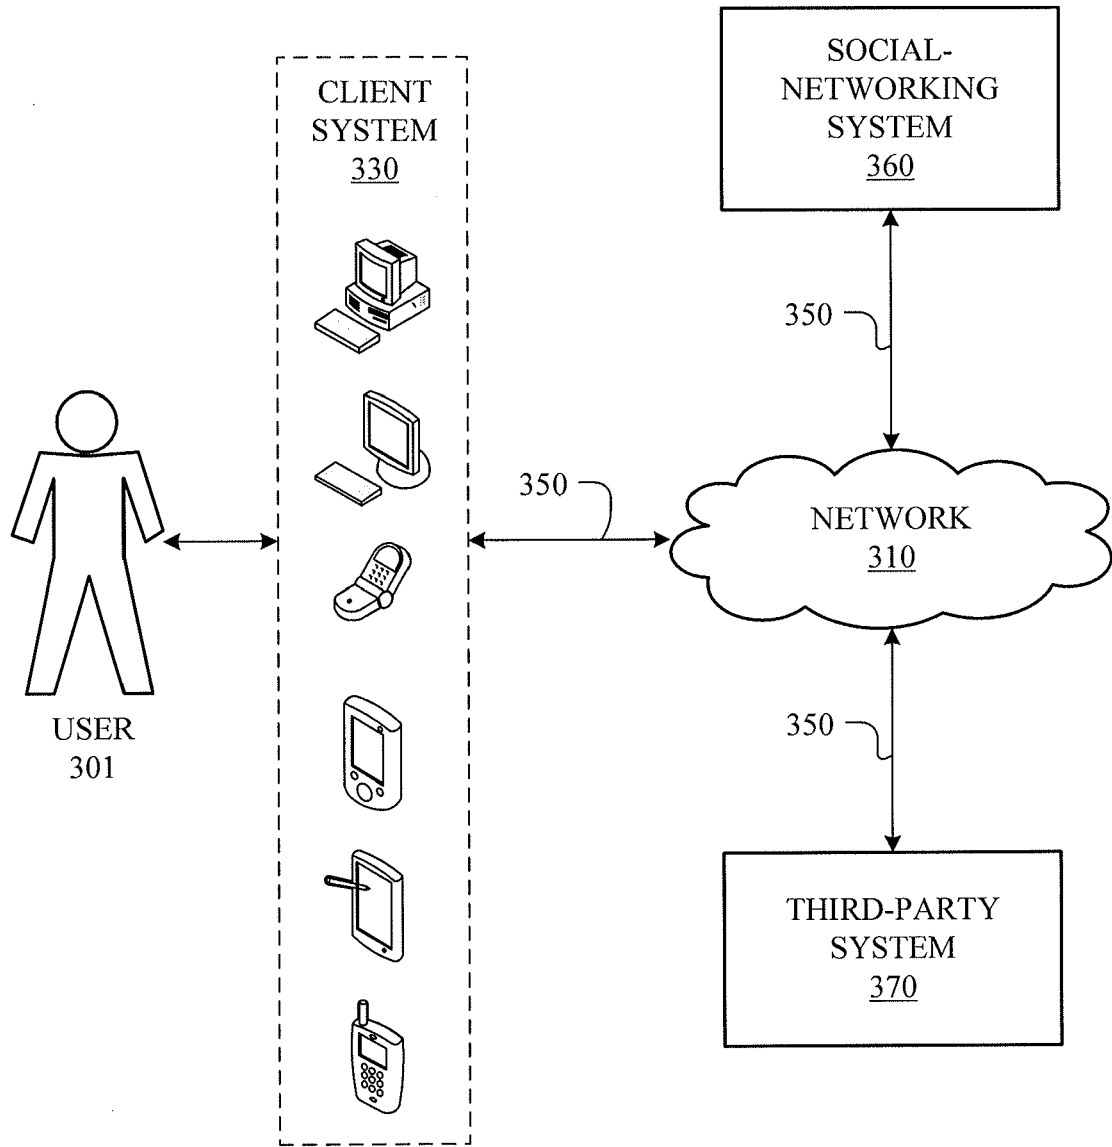 CLIENT
SYSTEM
330
SOCIAL-
NETWORKING
SYSTEM
360
350
350
NETWORK
310
USER
301
350
THIRD-PARTY
SYSTEM
370